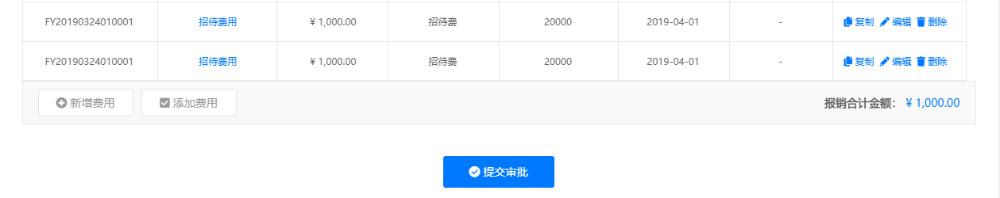 FY20190324010001 招待费用 ¥ 1,000.00 招待费 20000 2019-04-01 - 复制 编辑 删除
FY20190324010001 招待费用 ¥ 1,000.00 招待费 20000 2019-04-01 - 复制 编辑 删除
新增费用 添加费用 报销合计金额： ¥ 1,000.00
提交审批